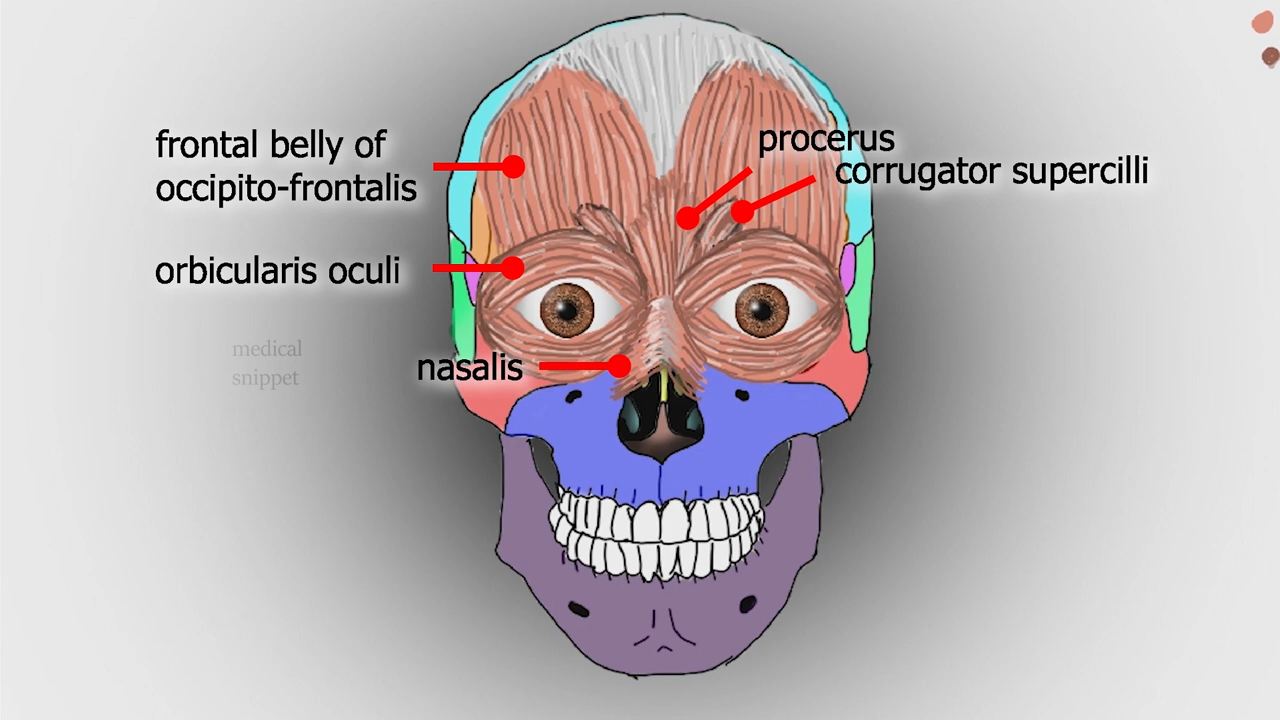 frontal belly of
occipito-frontalis
procerus
corrugator supercilli
orbicularis oculi
medical
snippet
nasalis